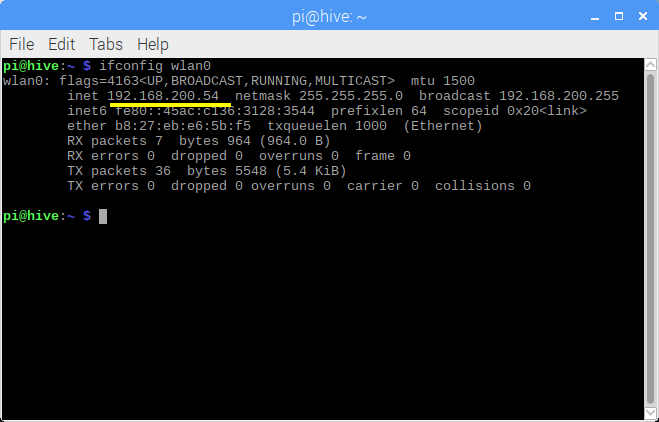 pi@hive: ~
File Edit Tabs Help
pi@hive:~ $ ifconfig wlan0
wlan0: flags=4163<UP,BROADCAST,RUNNING,MULTICAST>  mtu 1500
        inet 192.168.200.54  netmask 255.255.255.0  broadcast 192.168.200.255
        inet6 fe80::45ac:c136:3128:3544  prefixlen 64  scopeid 0x20<link>
        ether b8:27:eb:e6:5b:f5  txqueuelen 1000  (Ethernet)
        RX packets 7  bytes 964 (964.0 B)
        RX errors 0  dropped 0  overruns 0  frame 0
        TX packets 36  bytes 5548 (5.4 KiB)
        TX errors 0  dropped 0 overruns 0  carrier 0  collisions 0
pi@hive:~ $